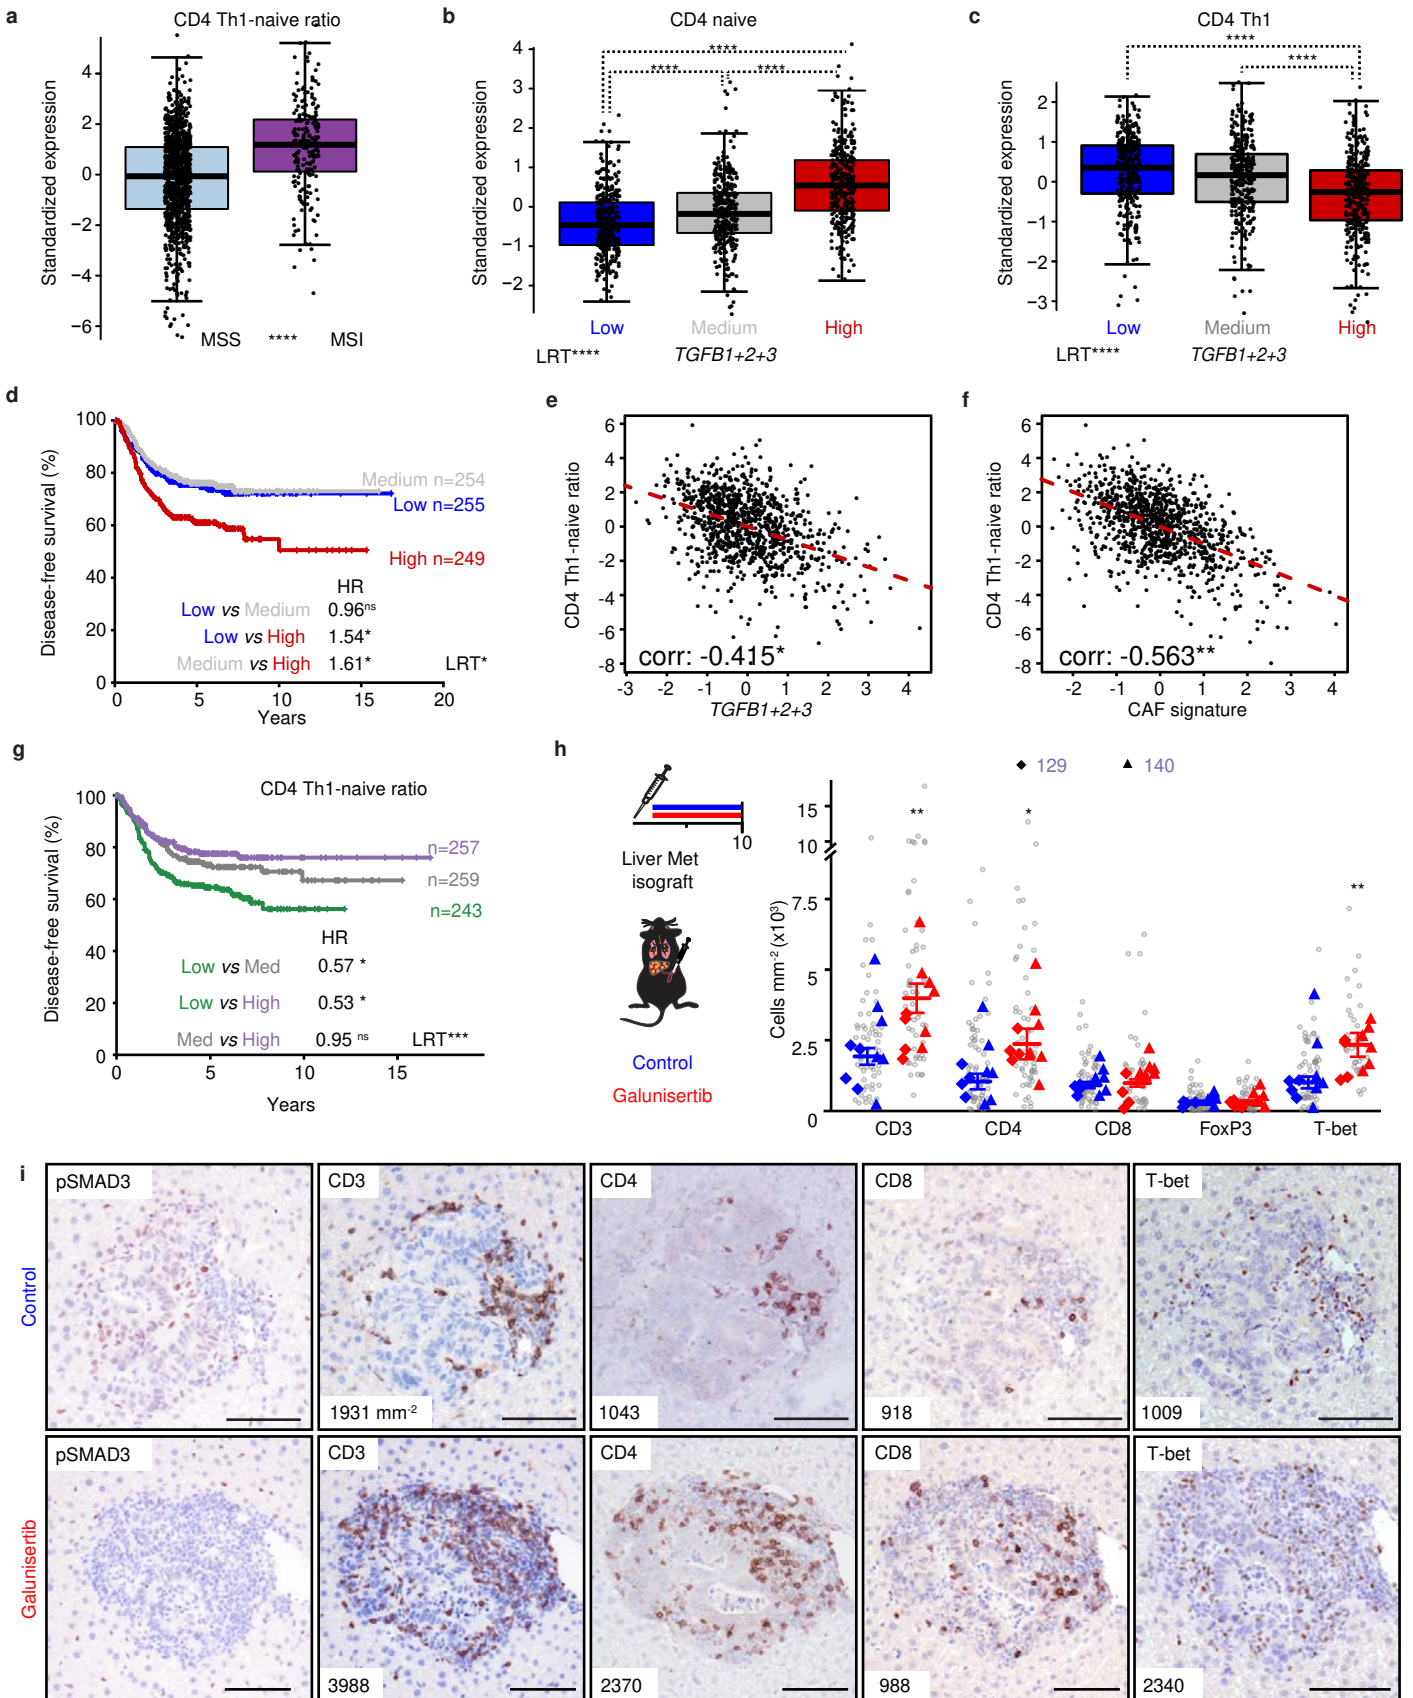 a
CD4 Th1-naive ratio
Standardized expression
4
2
0
−2
−4
−6
MSS
****
MSI
b
CD4 naive
Standardized expression
4
3
2
1
0
−1
−2
****
****
****
Low
Medium
High
LRT****
TGFB1+2+3
c
CD4 Th1
Standardized expression
2
1
0
−1
−2
−3
****
****
Low
Medium
High
LRT****
TGFB1+2+3
d
Disease-free survival (%)
100
80
60
40
20
0
Medium n=254
Low n=255
High n=249
HR
Low vs Medium 0.96ns
Low vs High 1.54*
Medium vs High 1.61*
LRT*
0 5 10 15 20
Years
e
CD4 Th1-naive ratio
6
4
2
0
-2
-4
-6
-8
corr: -0.415*
-3 -2 -1 0 1 2 3 4
TGFB1+2+3
f
CD4 Th1-naive ratio
6
4
2
0
-2
-4
-6
-8
corr: -0.563**
-2 -1 0 1 2 3 4
CAF signature
g
CD4 Th1-naive ratio
Disease-free survival (%)
100
80
60
40
20
0
n=257
n=259
n=243
HR
Low vs Med 0.57 *
Low vs High 0.53 *
Med vs High 0.95 ns
LRT***
0 5 10 15
Years
h
10
Liver Met
isograft
Control
Galunisertib
129
140
Cells mm-2 (x103)
15
10
7.5
5
2.5
0
**
*
**
CD3
CD4
CD8
FoxP3
T-bet
i
Control
pSMAD3
CD3
1931 mm-2
CD4
1043
CD8
918
T-bet
1009
Galunisertib
pSMAD3
CD3
3988
CD4
2370
CD8
988
T-bet
2340